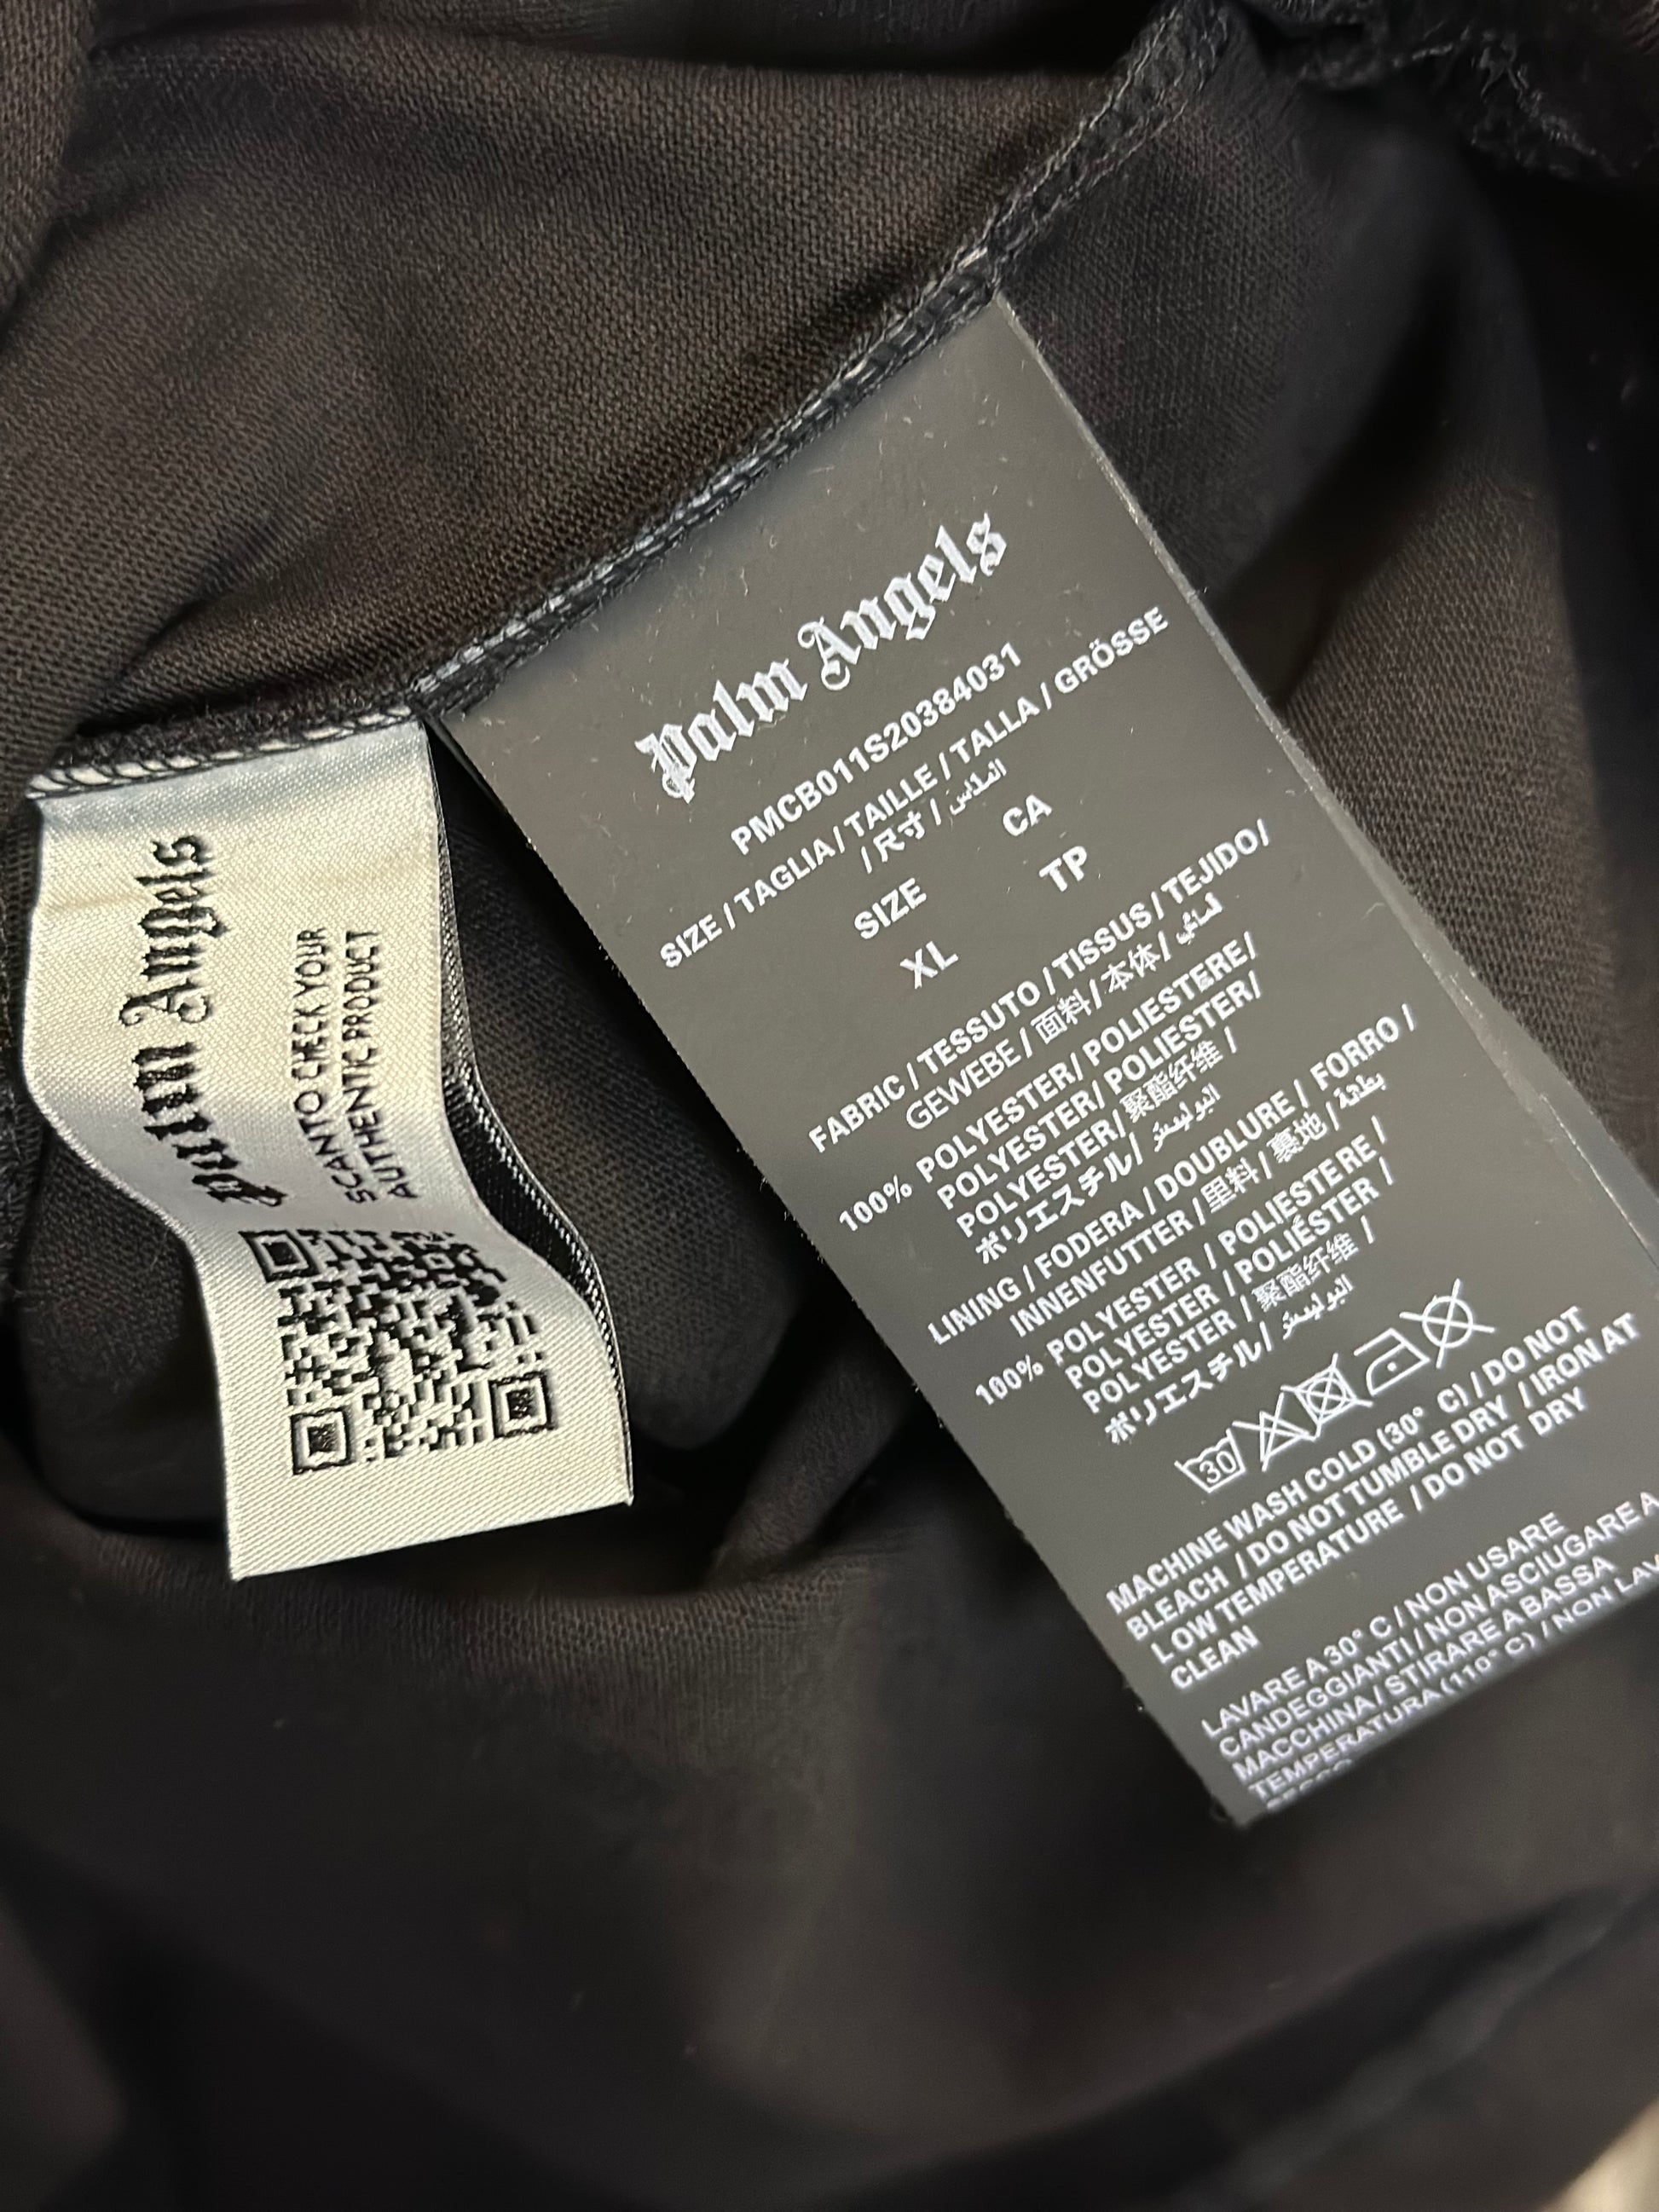 Palm Angels
SCAN TO CHECK YOUR
AUTHENTIC PRODUCT
Palm Angels
PMCB011S20384031
SIZE / TAGLIA / TAILLE / TALLA / GRÖSSE
/ 尺寸 /
SIZE CA
XL TP
FABRIC / TESSUTO / TISSUS / TEJIDO/
GEWEBE / 面料 / 本体/
100% POLYESTER/ POLIESTERE/
POLYESTER/ POLIESTER/
POLYESTER/ 聚酯纤维 /
ポリエステル/
LINING / FODERA / DOUBLURE / FORRO /
INNENFUTTER / 里料 / 裏地 /
100% POLYESTER / POLIESTERE /
POLYESTER / POLIÉSTER /
POLYESTER / 聚酯纤维 /
ポリエステル/
30
MACHINE WASH COLD (30° C) / DO NOT
BLEACH / DO NOT TUMBLE DRY / IRON AT
LOW TEMPERATURE / DO NOT DRY
CLEAN
LAVARE A 30° C / NON USARE
CANDEGGIANTI / NON ASCIUGARE A
MACCHINA / STIRARE A BASSA
TEMPERATURA (110° C) / NON LAV